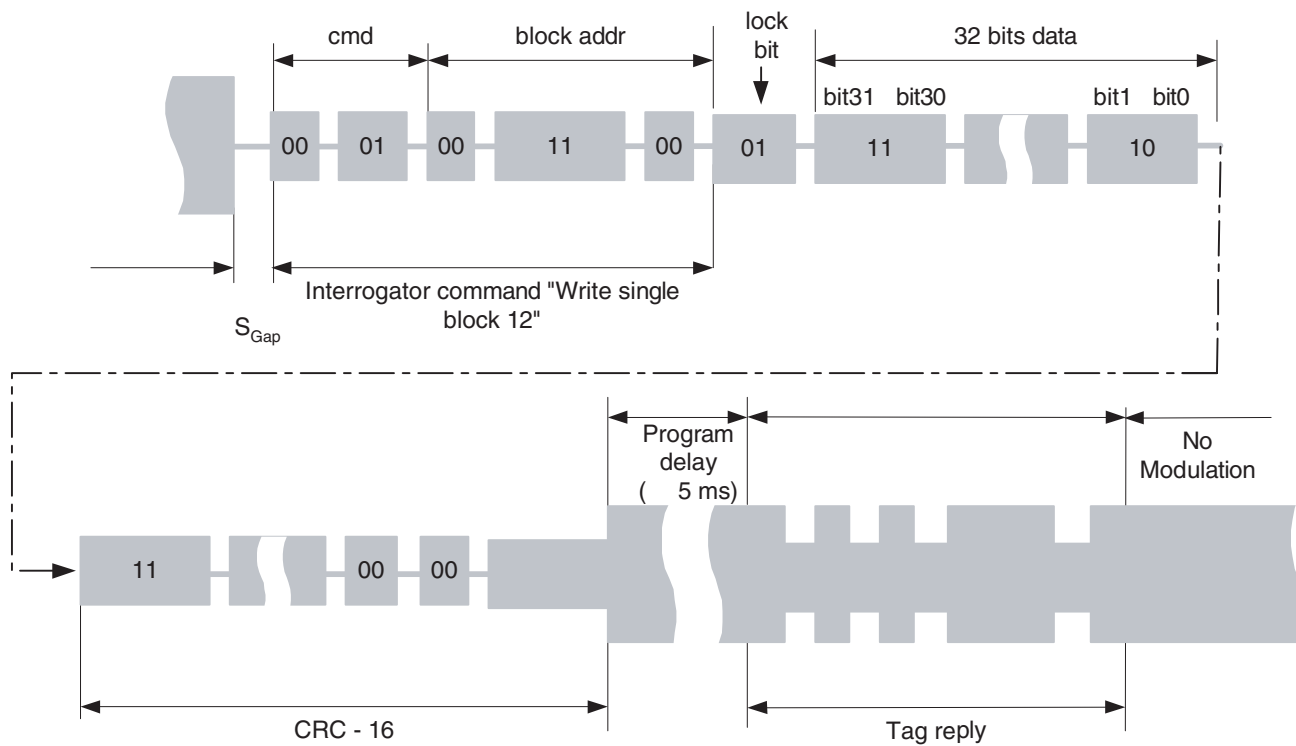 cmd
block addr
lock
bit
32 bits data
bit31 bit30
bit1 bit0
00 01 00 11 00 01 11 10
Interrogator command "Write single
block 12"
SGap
Program
delay
( 5 ms)
No
Modulation
11 00 00
CRC - 16
Tag reply